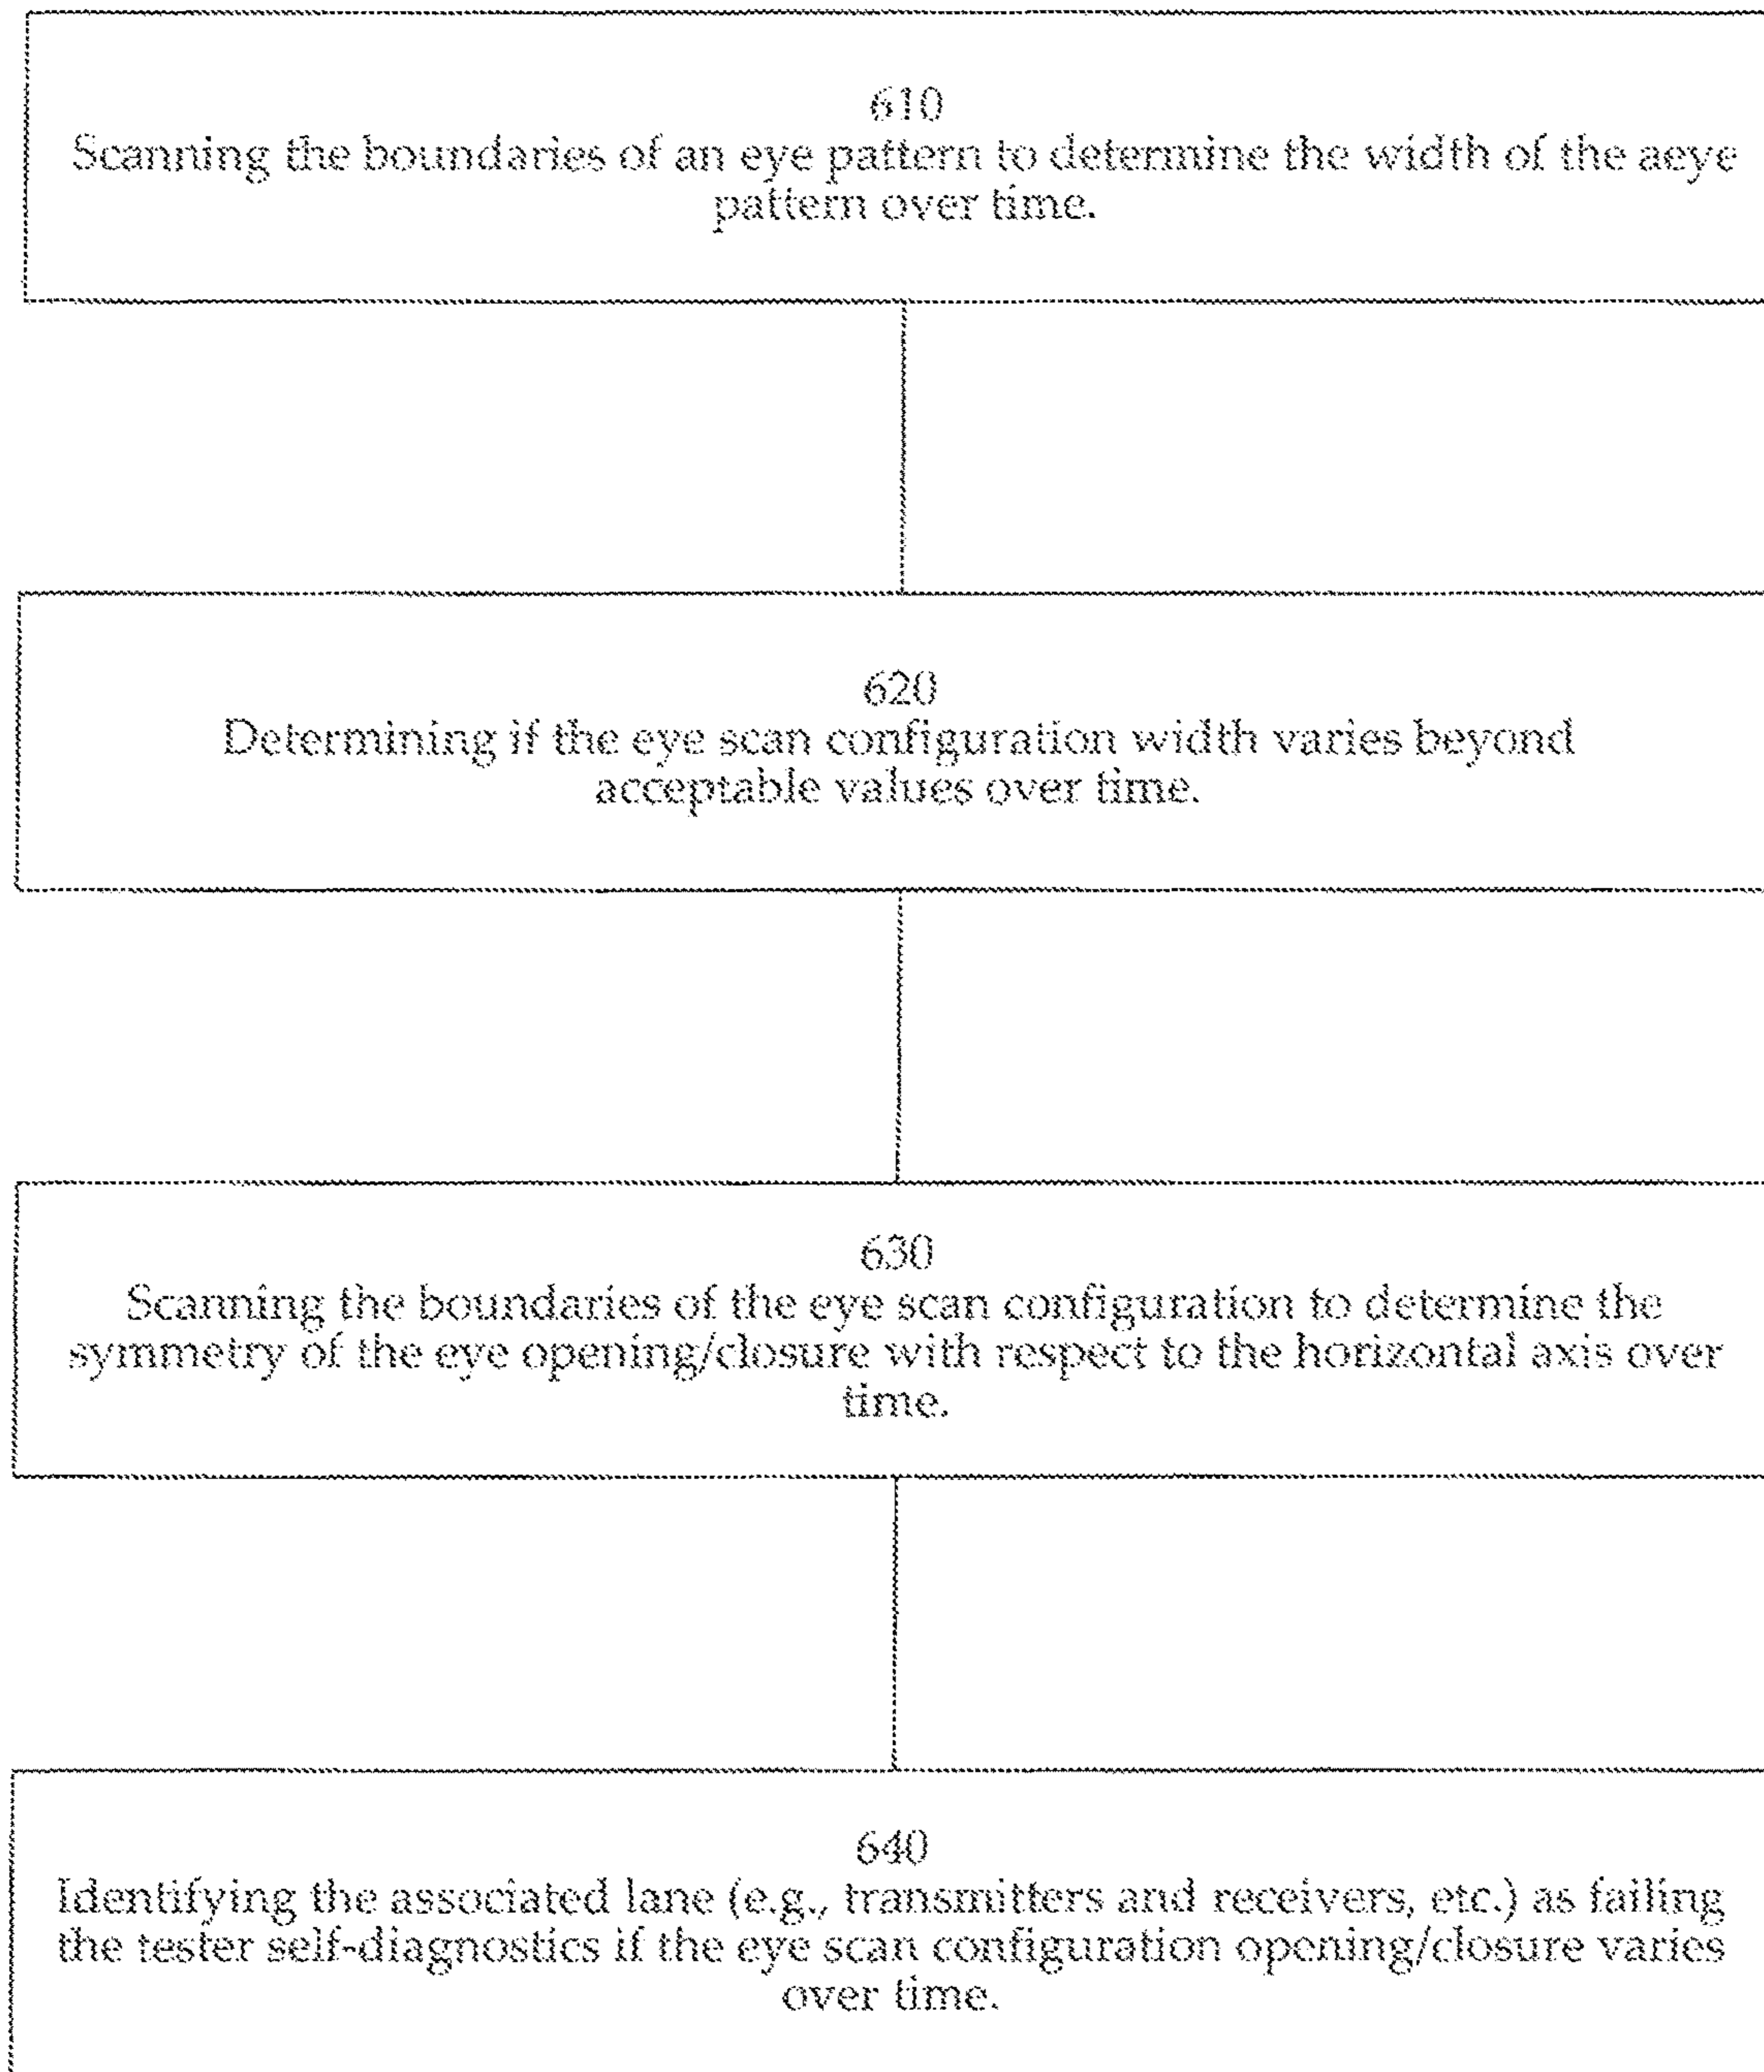 610
Scanning the boundaries of an eye pattern to determine the width of the aeye
pattern over time.
620
Determining if the eye scan configuration width varies beyond
acceptable values over time.
630
Scanning the boundaries of the eye scan configuration to determine the
symmetry of the eye opening/closure with respect to the horizontal axis over
time.
640
Identifying the associated lane (e.g., transmitters and receivers, etc.) as failing
the tester self-diagnostics if the eye scan configuration opening/closure varies
over time.